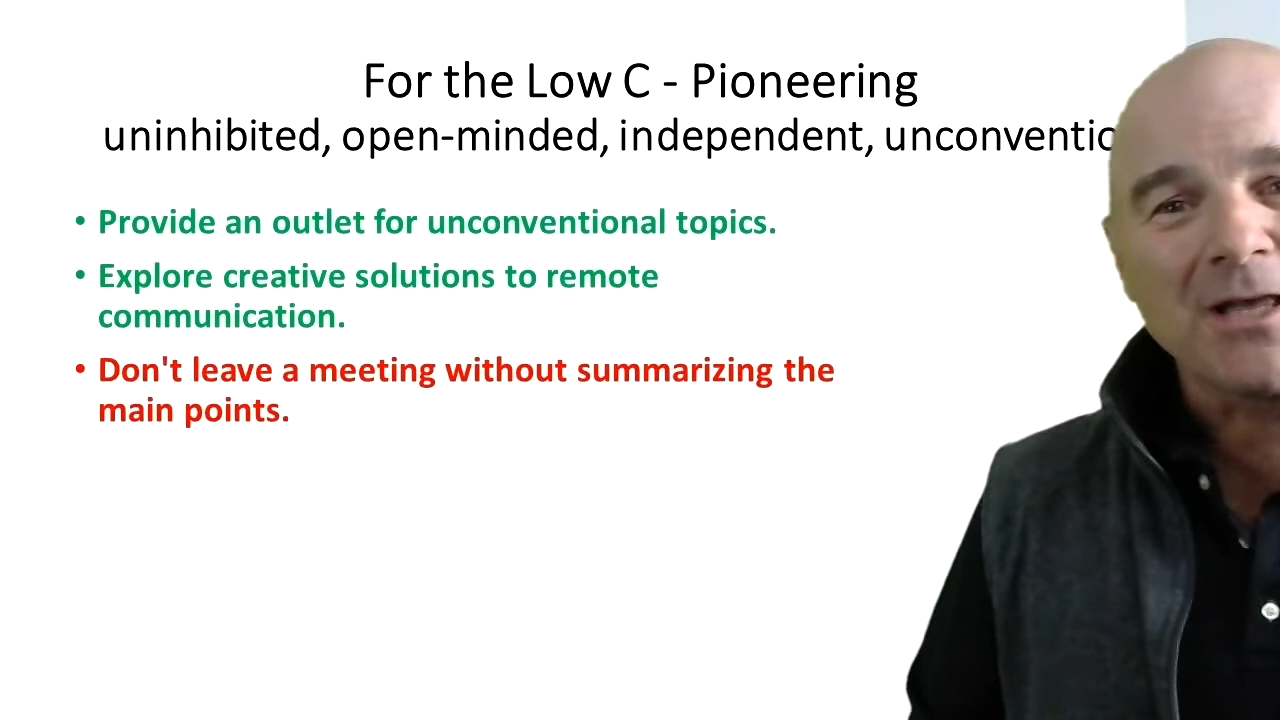 For the Low C - Pioneering
uninhibited, open-minded, independent,
• Provide an outlet for unconventional topics.
• Explore creative solutions to remote
communication.
• Don't leave a meeting without summarizing the
main points.